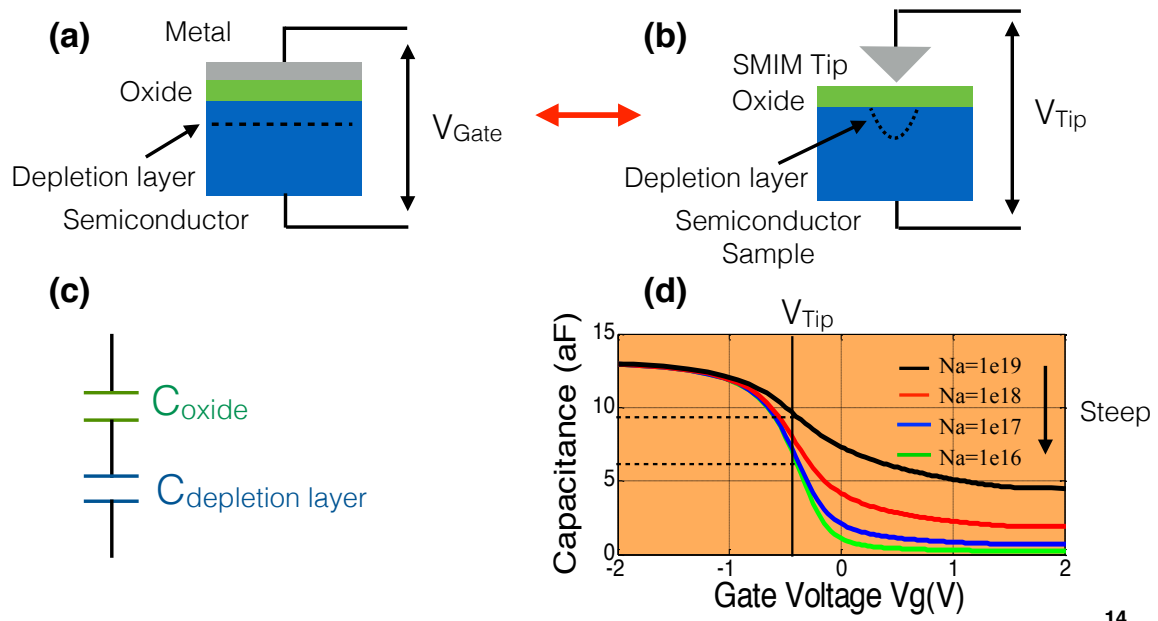 (a)
Metal
Oxide
Depletion layer
Semiconductor
V_Gate
(b)
SMIM Tip
Oxide
Depletion layer
Semiconductor
Sample
V_Tip
(c)
C_oxide
C_depletion layer
(d)
V_Tip
Capacitance (aF)
15
10
5
0
-2
-1
0
1
2
Gate Voltage Vg(V)
Na=1e19
Na=1e18
Na=1e17
Na=1e16
Steep
14